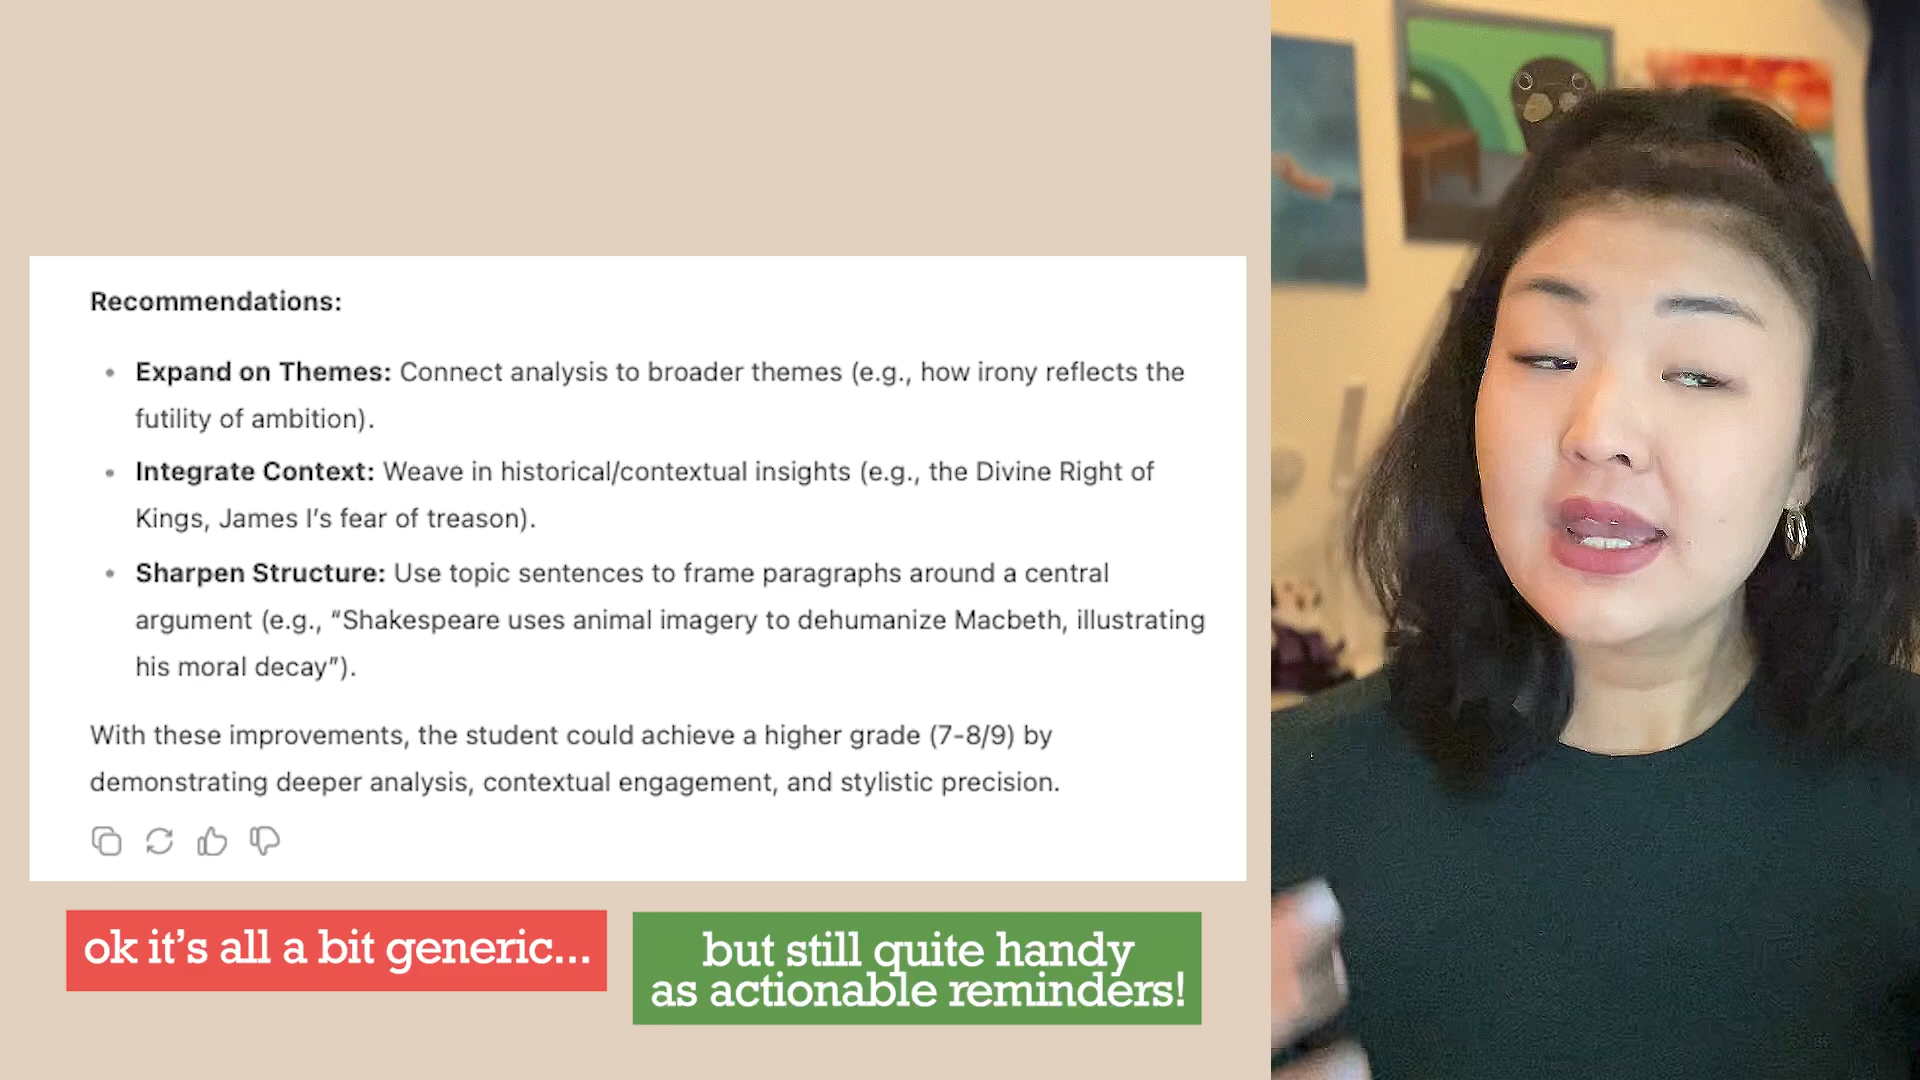 Recommendations:
• Expand on Themes: Connect analysis to broader themes (e.g., how irony reflects the
futility of ambition).
• Integrate Context: Weave in historical/contextual insights (e.g., the Divine Right of
Kings, James I's fear of treason).
• Sharpen Structure: Use topic sentences to frame paragraphs around a central
argument (e.g., "Shakespeare uses animal imagery to dehumanize Macbeth, illustrating
his moral decay").
With these improvements, the student could achieve a higher grade (7-8/9) by
demonstrating deeper analysis, contextual engagement, and stylistic precision.
ok it's all a bit generic...
but still quite handy
as actionable reminders!